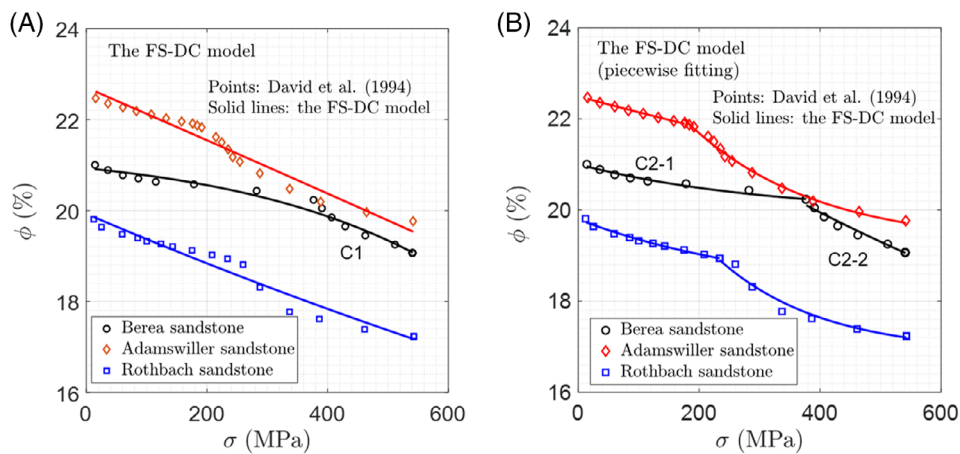 (A)
The FS-DC model
Points: David et al. (1994)
Solid lines: the FS-DC model
C1
Berea sandstone
Adamswiller sandstone
Rothbach sandstone
24
22
20
18
16
0
200
400
600
ϕ (%)
σ (MPa)
(B)
The FS-DC model
(piecewise fitting)
Points: David et al. (1994)
Solid lines: the FS-DC model
C2-1
C2-2
Berea sandstone
Adamswiller sandstone
Rothbach sandstone
24
22
20
18
16
0
200
400
600
ϕ (%)
σ (MPa)